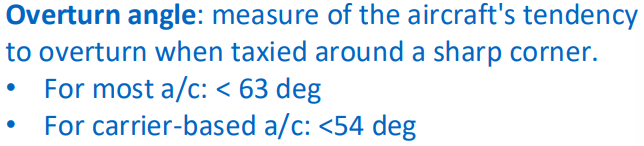 Overturn angle: measure of the aircraft's tendency
to overturn when taxied around a sharp corner.
• For most a/c: < 63 deg
• For carrier-based a/c: <54 deg